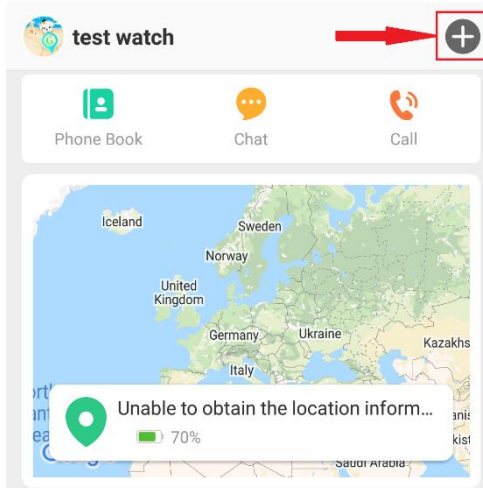 test watch
Phone Book
Chat
Call
Iceland
Sweden
Norway
United
Kingdom
Germany
Ukraine
Kazakhs
Italy
Unable to obtain the location inform...
70%
Saudi Arabia